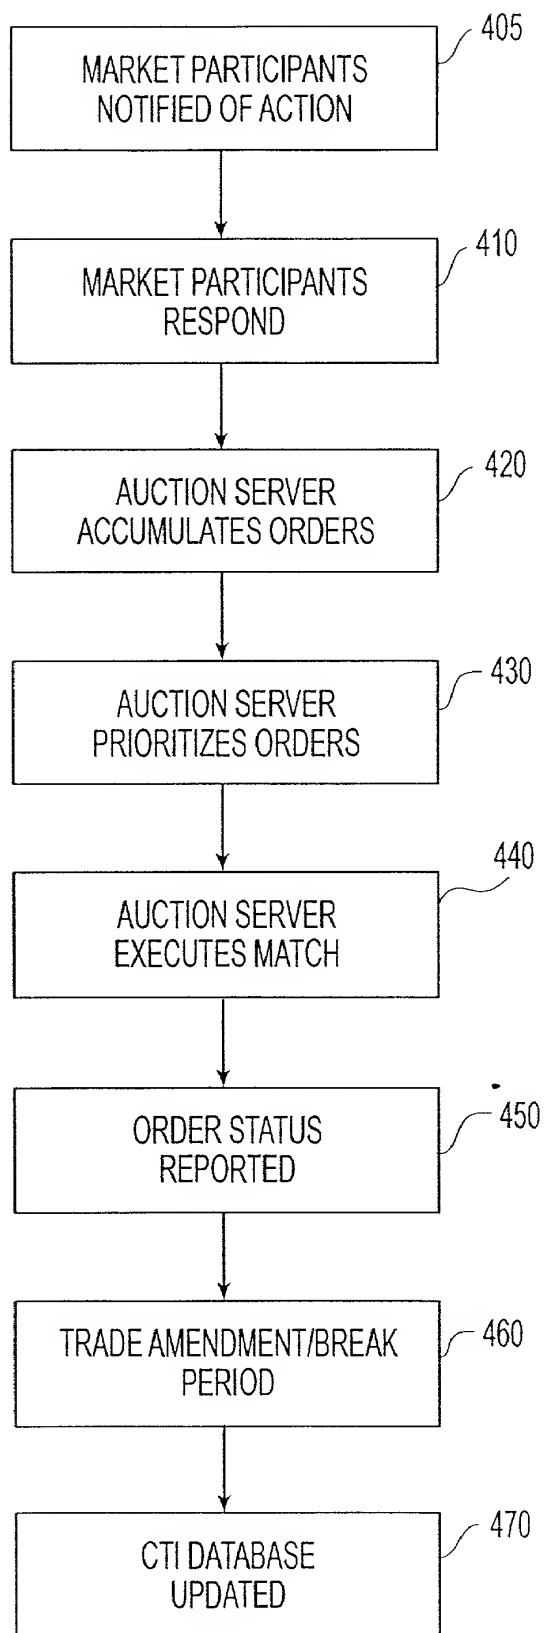 405
MARKET PARTICIPANTS
NOTIFIED OF ACTION
410
MARKET PARTICIPANTS
RESPOND
420
AUCTION SERVER
ACCUMULATES ORDERS
430
AUCTION SERVER
PRIORITIZES ORDERS
440
AUCTION SERVER
EXECUTES MATCH
450
ORDER STATUS
REPORTED
460
TRADE AMENDMENT/BREAK
PERIOD
470
CTI DATABASE
UPDATED